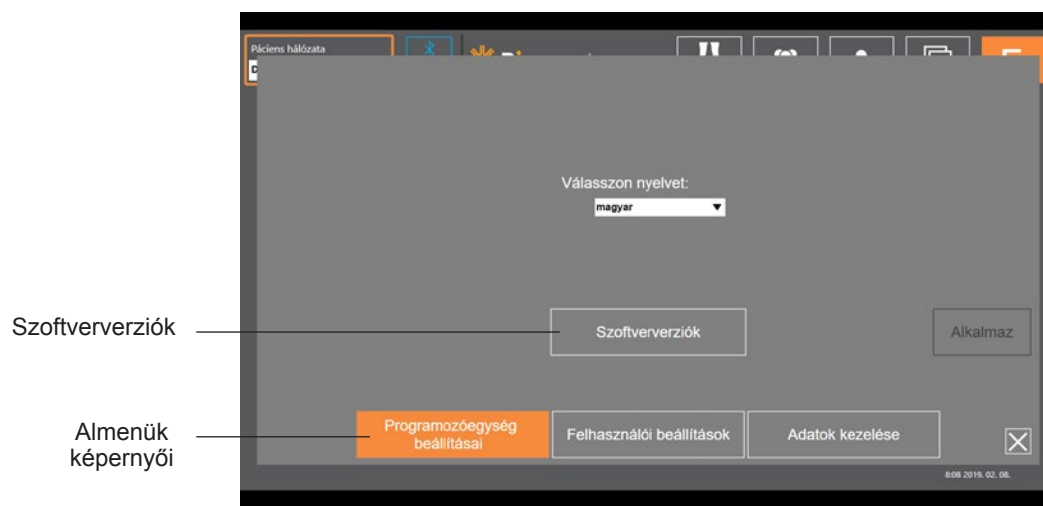 Páciens hálózata
Válasszon nyelvet:
magyar
Szoftververziók
Szoftververziók
Alkalmaz
Almenük
képernyői
Programozóegység
beállításai
Felhasználói beállítások
Adatok kezelése
8:08 2019. 02. 08.